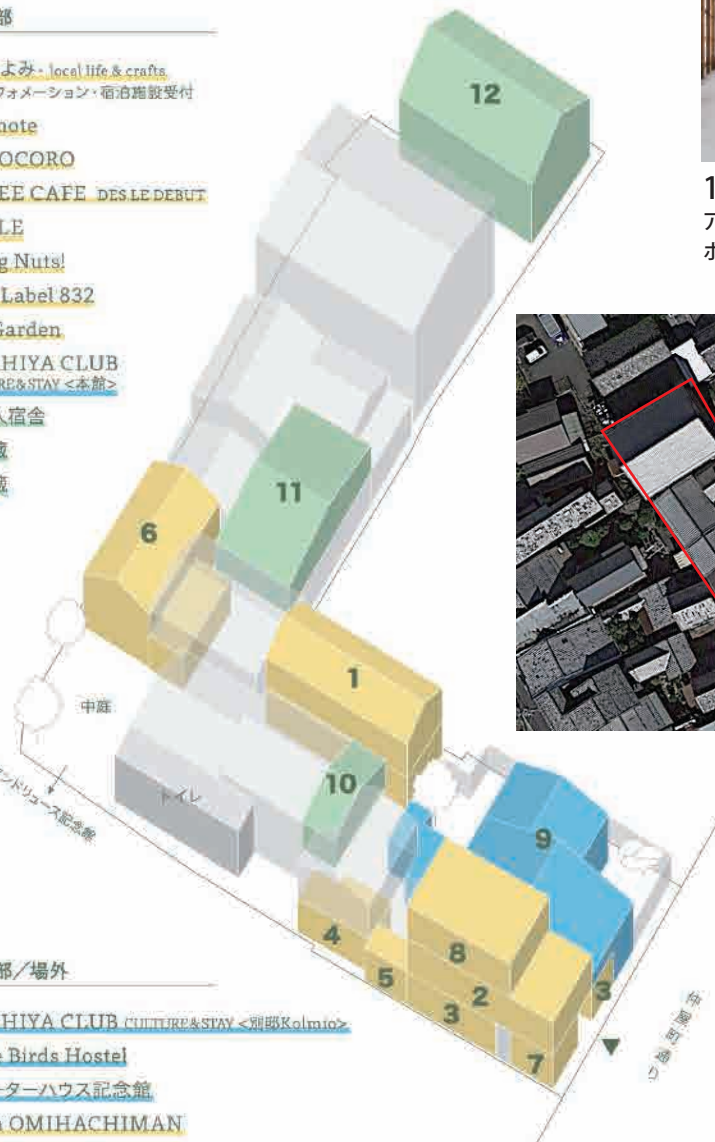 部
よみ - local life & crafts
フォメーション・宿泊施設受付
note
OCORO
EE CAFE DES LE DEBUT
LE
g Nuts!
Label 832
Garden
HIYA CLUB
RE&STAY <本館>
人宿舎
蔵
蔵
12
11
6
1
中庭
トイレ
アンドリュース記念館
10
9
4
5
8
2
3
3
7
仲屋町通り
部／場外
HIYA CLUB CULTURE&STAY <別邸Kolmio>
e Birds Hostel
ーターハウス記念館
n OMIHACHIMAN
1
ア